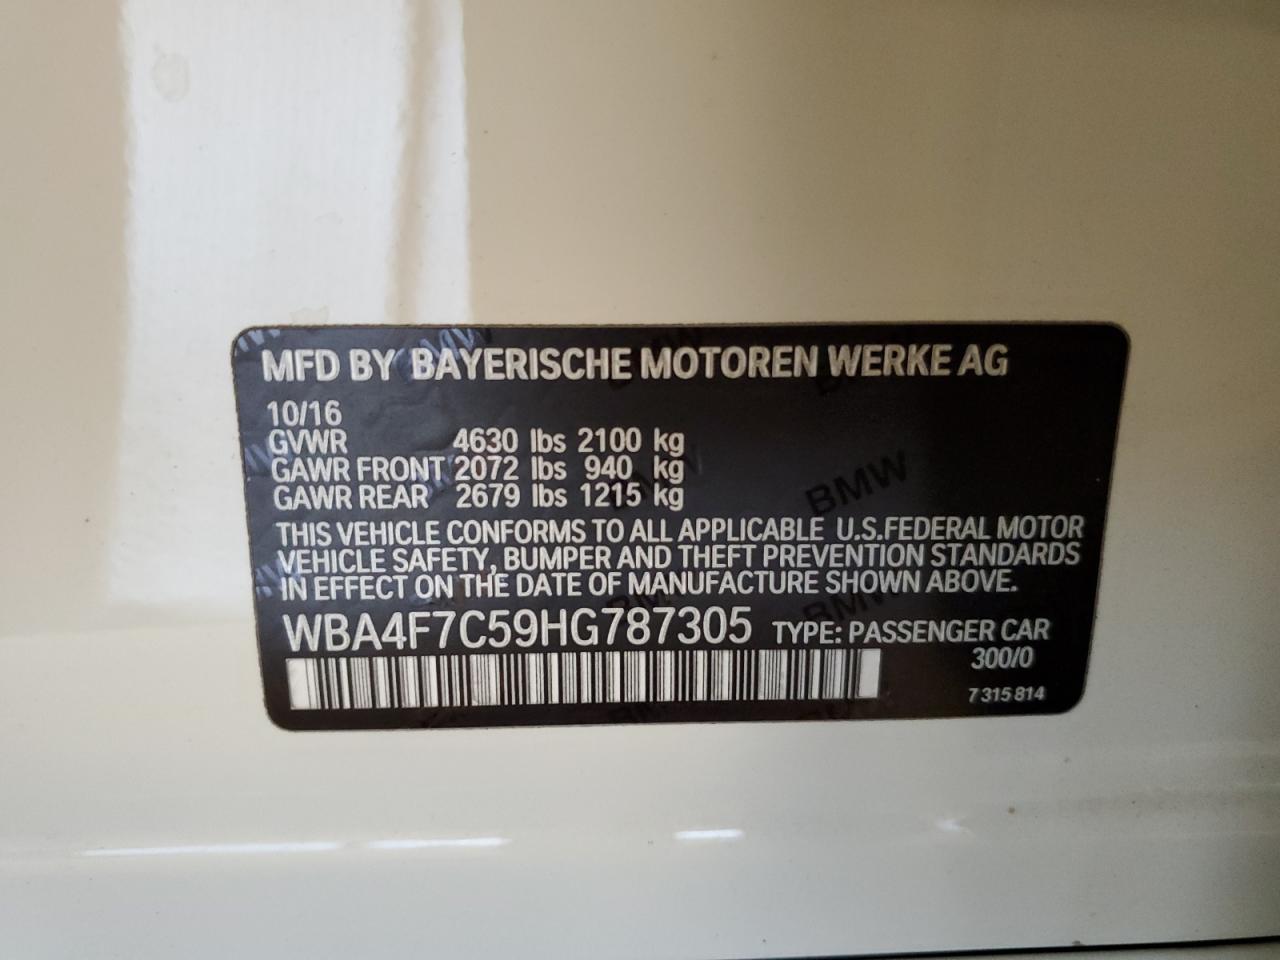 MFD BY BAYERISCHE MOTOREN WERKE AG
10/16
GVWR 4630 lbs 2100 kg
GAWR FRONT 2072 lbs 940 kg
GAWR REAR 2679 lbs 1215 kg
THIS VEHICLE CONFORMS TO ALL APPLICABLE U.S.FEDERAL MOTOR
VEHICLE SAFETY, BUMPER AND THEFT PREVENTION STANDARDS
IN EFFECT ON THE DATE OF MANUFACTURE SHOWN ABOVE.
WBA4F7C59HG787305 TYPE: PASSENGER CAR
300/0
7 315 814
BMW